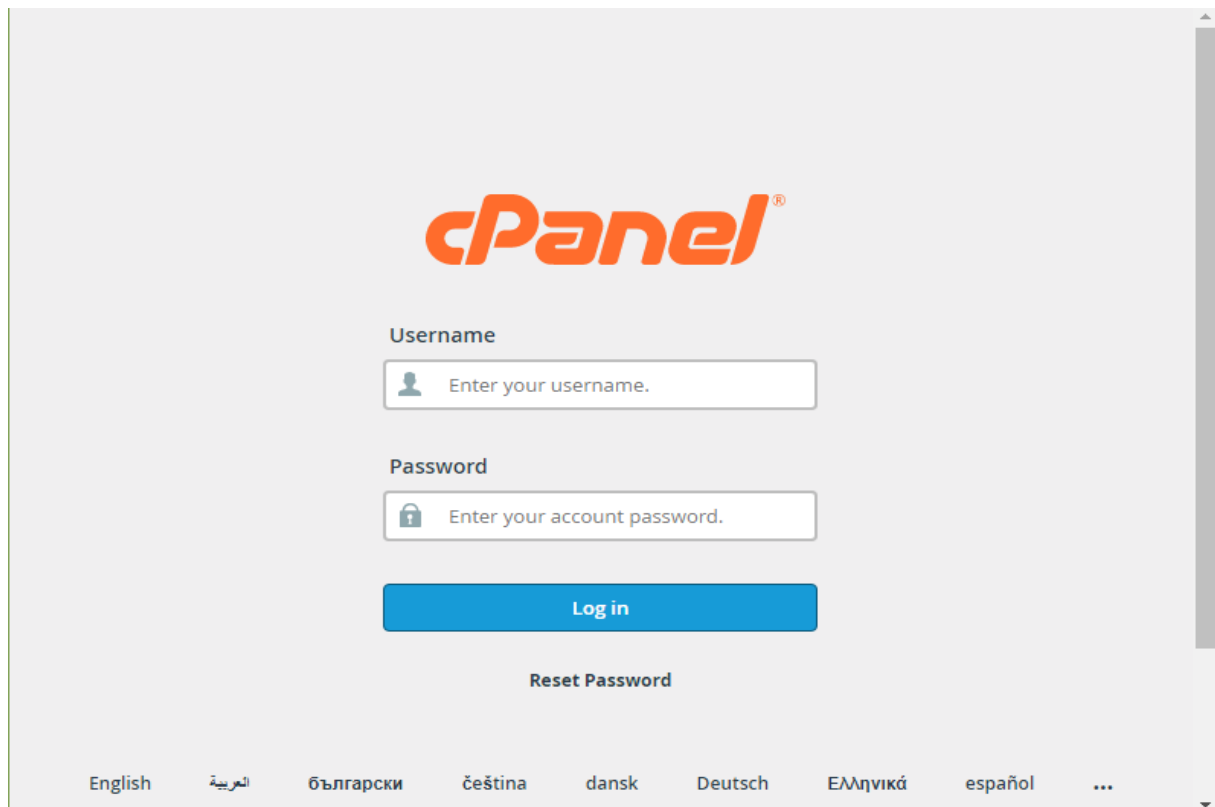 cPanel®
Username
Enter your username.
Password
Enter your account password.
Log in
Reset Password
English العربية български čeština dansk Deutsch Ελληνικά español ...